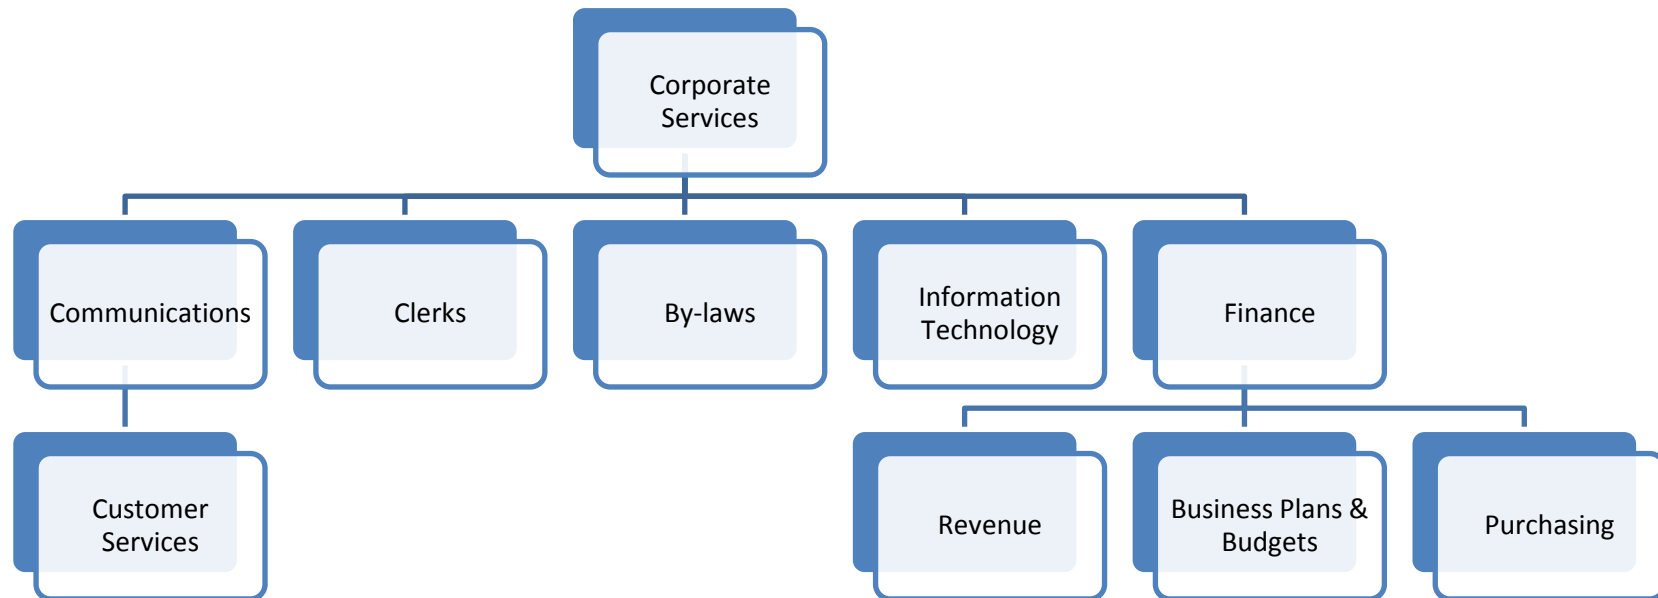 Corporate
Services
Communications
Clerks
By-laws
Information
Technology
Finance
Customer
Services
Revenue
Business Plans &
Budgets
Purchasing